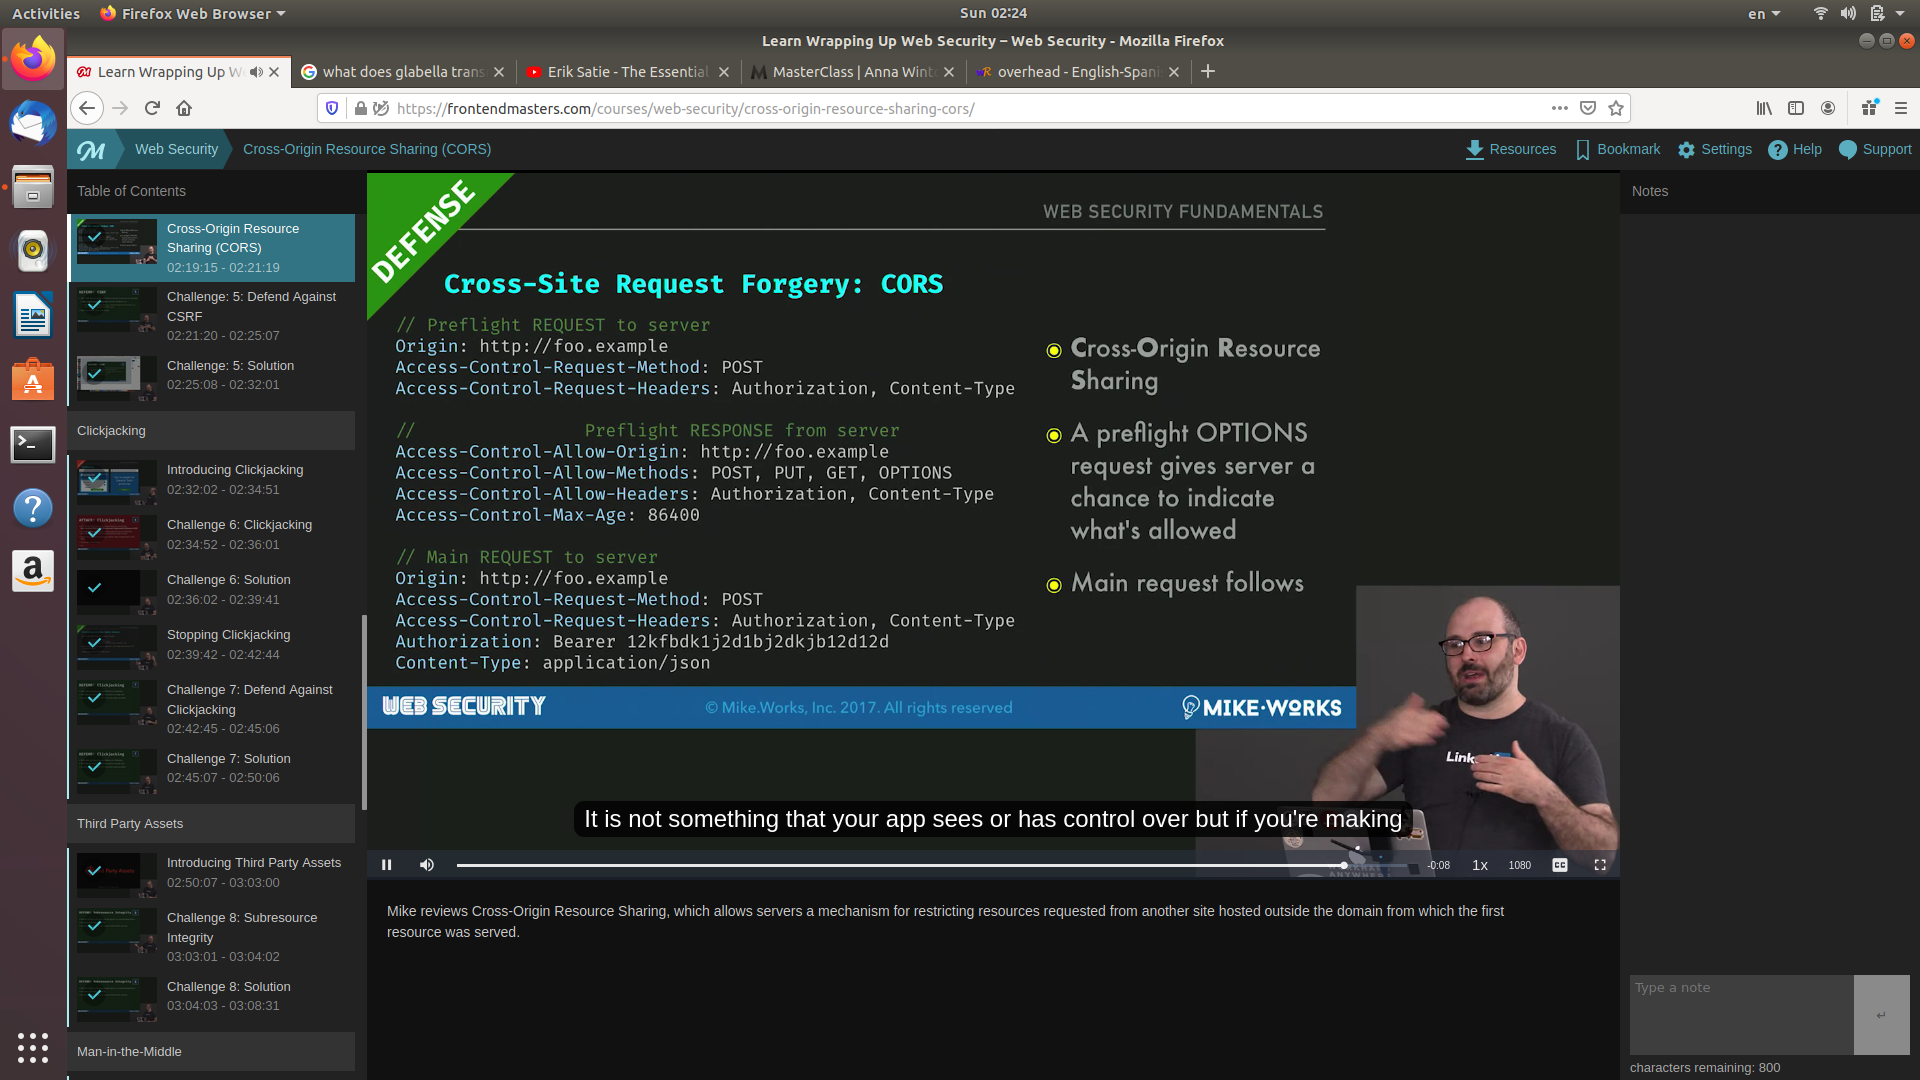 Activities
Firefox Web Browser
Sun 02:24
en
Learn Wrapping Up Web Security – Web Security - Mozilla Firefox
Learn Wrapping Up We
what does glabella trans
Erik Satie - The Essential
MasterClass | Anna Wint
overhead - English-Span
https://frontendmasters.com/courses/web-security/cross-origin-resource-sharing-cors/
Web Security
Cross-Origin Resource Sharing (CORS)
Resources
Bookmark
Settings
Help
Support
Table of Contents
Cross-Origin Resource
Sharing (CORS)
02:19:15 - 02:21:19
Challenge: 5: Defend Against
CSRF
02:21:20 - 02:25:07
Challenge: 5: Solution
02:25:08 - 02:32:01
Clickjacking
Introducing Clickjacking
02:32:02 - 02:34:51
Challenge 6: Clickjacking
02:34:52 - 02:36:01
Challenge 6: Solution
02:36:02 - 02:39:41
Stopping Clickjacking
02:39:42 - 02:42:44
Challenge 7: Defend Against
Clickjacking
02:42:45 - 02:45:06
Challenge 7: Solution
02:45:07 - 02:50:06
Third Party Assets
Introducing Third Party Assets
02:50:07 - 03:03:00
Challenge 8: Subresource
Integrity
03:03:01 - 03:04:02
Challenge 8: Solution
03:04:03 - 03:08:31
Man-in-the-Middle
DEFENSE
WEB SECURITY FUNDAMENTALS
Cross-Site Request Forgery: CORS
// Preflight REQUEST to server
Origin: http://foo.example
Access-Control-Request-Method: POST
Access-Control-Request-Headers: Authorization, Content-Type
// Preflight RESPONSE from server
Access-Control-Allow-Origin: http://foo.example
Access-Control-Allow-Methods: POST, PUT, GET, OPTIONS
Access-Control-Allow-Headers: Authorization, Content-Type
Access-Control-Max-Age: 86400
// Main REQUEST to server
Origin: http://foo.example
Access-Control-Request-Method: POST
Access-Control-Request-Headers: Authorization, Content-Type
Authorization: Bearer 12kfbdk1j2d1bj2dkjb12d12d
Content-Type: application/json
Cross-Origin Resource
Sharing
A preflight OPTIONS
request gives server a
chance to indicate
what's allowed
Main request follows
WEB SECURITY
© Mike.Works, Inc. 2017. All rights reserved
MIKE·WORKS
It is not something that your app sees or has control over but if you're making
-0:08
1x
1080
CC
Mike reviews Cross-Origin Resource Sharing, which allows servers a mechanism for restricting resources requested from another site hosted outside the domain from which the first
resource was served.
Notes
Type a note
characters remaining: 800